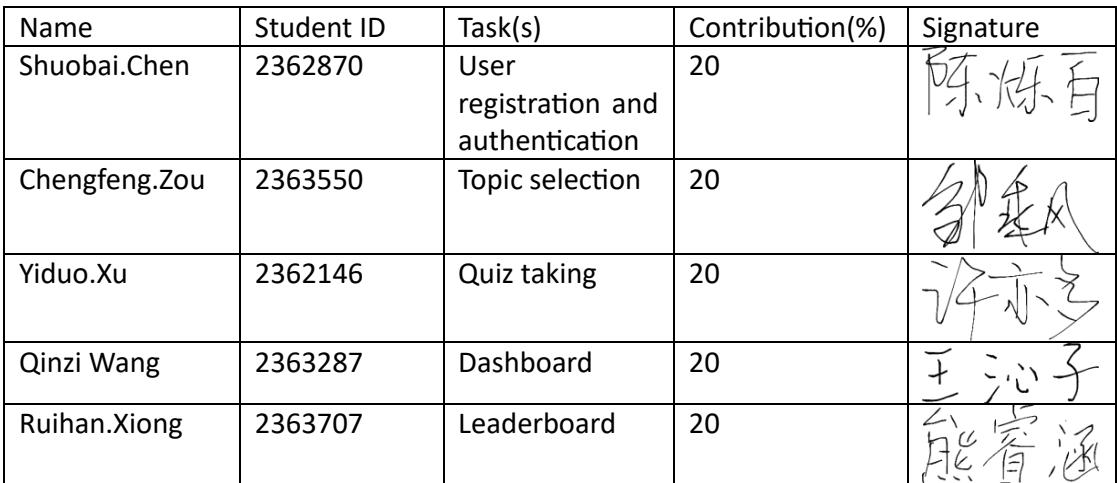 Name Student ID Task(s) Contribution(%) Signature
Shuobai.Chen 2362870 User 20 陈烁百
registration and
authentication
Chengfeng.Zou 2363550 Topic selection 20 邹乘风
Yiduo.Xu 2362146 Quiz taking 20 许亦多
Qinzi Wang 2363287 Dashboard 20 王沁子
Ruihan.Xiong 2363707 Leaderboard 20 熊睿涵